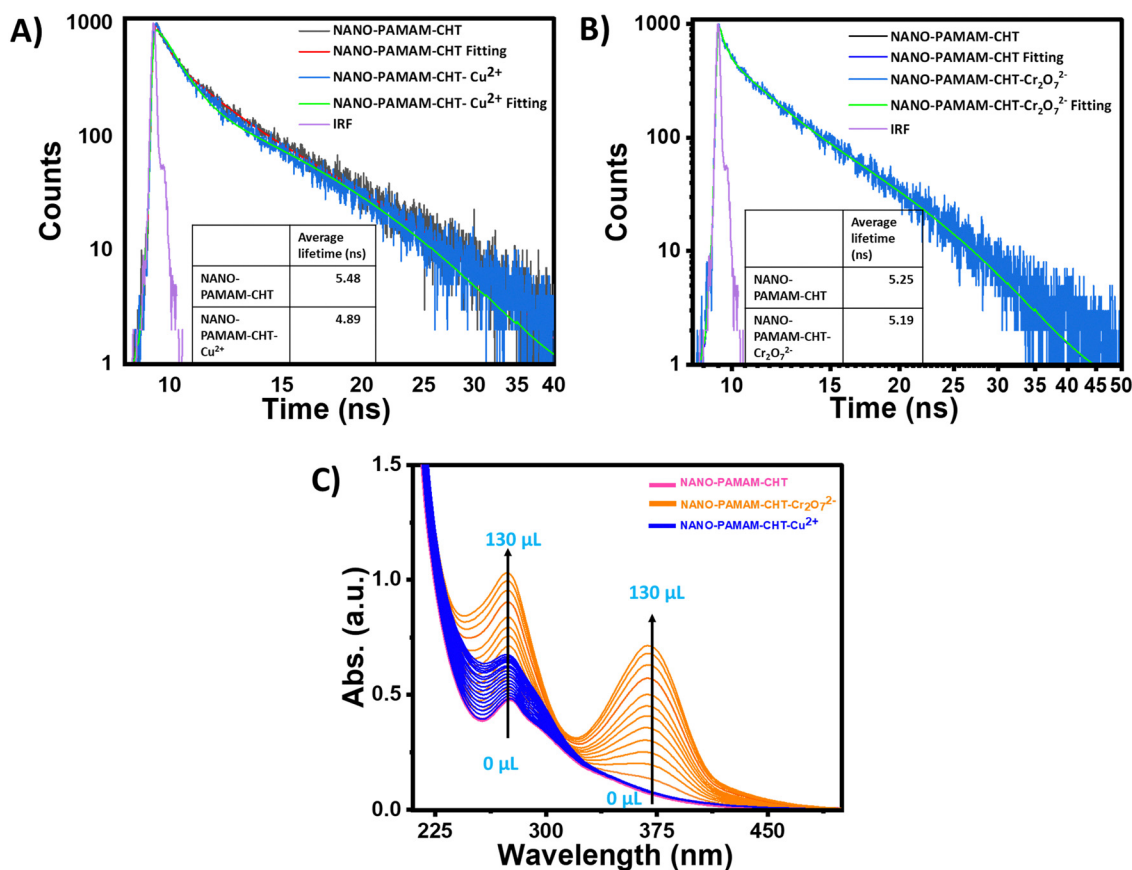 A)
1000
100
10
1
Counts
NANO-PAMAM-CHT
NANO-PAMAM-CHT Fitting
NANO-PAMAM-CHT- Cu²⁺
NANO-PAMAM-CHT- Cu²⁺ Fitting
IRF
Average
lifetime (ns)
NANO-
PAMAM-CHT
5.48
NANO-
PAMAM-CHT-
Cu²⁺
4.89
10 15 20 25 30 35 40
Time (ns)
B)
1000
100
10
1
Counts
NANO-PAMAM-CHT
NANO-PAMAM-CHT Fitting
NANO-PAMAM-CHT-Cr₂O₇²⁻
NANO-PAMAM-CHT-Cr₂O₇²⁻ Fitting
IRF
Average
lifetime
(ns)
NANO-
PAMAM-CHT
5.25
NANO-
PAMAM-CHT-
Cr₂O₇²⁻
5.19
10 15 20 25 30 35 40 45 50
Time (ns)
C)
1.5
1.0
0.5
0.0
Abs. (a.u.)
NANO-PAMAM-CHT
NANO-PAMAM-CHT-Cr₂O₇²⁻
NANO-PAMAM-CHT-Cu²⁺
130 µL
130 µL
0 µL
0 µL
225 300 375 450
Wavelength (nm)